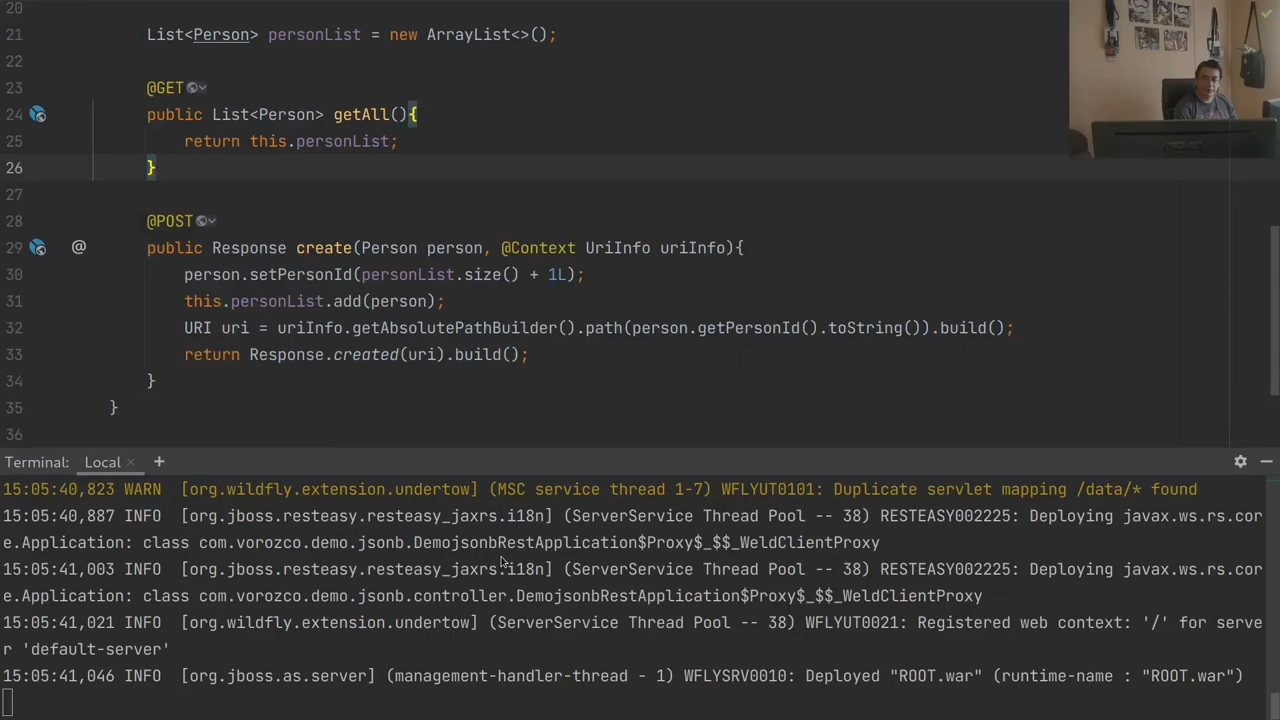 20
21 List<Person> personList = new ArrayList<>();
22
23 @GET
24 public List<Person> getAll(){
25 return this.personList;
26 }
27
28 @POST
29 @ public Response create(Person person, @Context UriInfo uriInfo){
30 person.setPersonId(personList.size() + 1L);
31 this.personList.add(person);
32 URI uri = uriInfo.getAbsolutePathBuilder().path(person.getPersonId().toString()).build();
33 return Response.created(uri).build();
34 }
35 }
36
Terminal: Local × +
15:05:40,823 WARN [org.wildfly.extension.undertow] (MSC service thread 1-7) WFLYUT0101: Duplicate servlet mapping /data/* found
15:05:40,887 INFO [org.jboss.resteasy.resteasy_jaxrs.i18n] (ServerService Thread Pool -- 38) RESTEASY002225: Deploying javax.ws.rs.cor
e.Application: class com.vorozco.demo.jsonb.DemojsonbRestApplication$Proxy$_$$_WeldClientProxy
15:05:41,003 INFO [org.jboss.resteasy.resteasy_jaxrs.i18n] (ServerService Thread Pool -- 38) RESTEASY002225: Deploying javax.ws.rs.cor
e.Application: class com.vorozco.demo.jsonb.controller.DemojsonbRestApplication$Proxy$_$$_WeldClientProxy
15:05:41,021 INFO [org.wildfly.extension.undertow] (ServerService Thread Pool -- 38) WFLYUT0021: Registered web context: '/' for serve
r 'default-server'
15:05:41,046 INFO [org.jboss.as.server] (management-handler-thread - 1) WFLYSRV0010: Deployed "ROOT.war" (runtime-name : "ROOT.war")